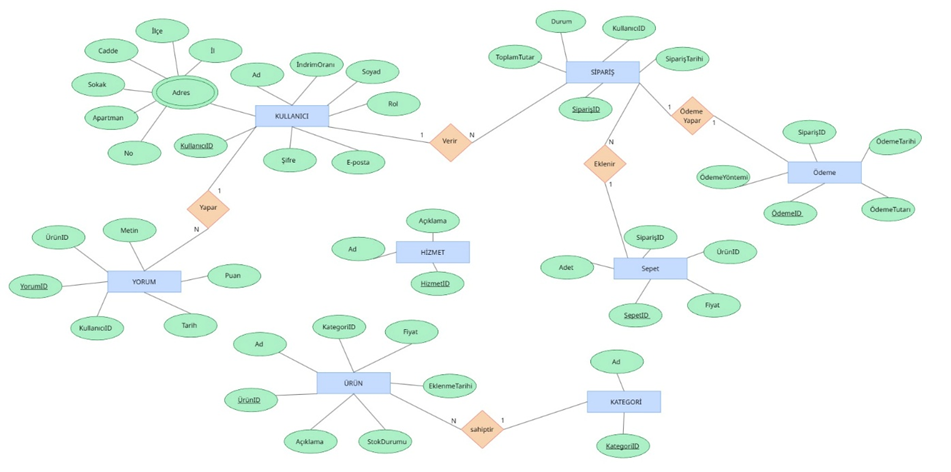 İlçe
Cadde
İl
Sokak
Adres
Apartman
No
Ad
İndrimOranı
Soyad
Rol
KULLANICI
KullanıcıID
Şifre
E-posta
1
Verir
N
Durum
KullanıcıID
ToplamTutar
SiparişTarihi
SİPARİŞ
SiparişID
1
Ödeme
Yapar
1
SiparişID
ÖdemeTarihi
Ödeme
ÖdemeYöntemi
ÖdemeID
ÖdemeTutarı
N
Eklenir
1
SiparişID
ÜrünID
Adet
Sepet
SepetID
Fiyat
1
Yapar
N
ÜrünID
Metin
Puan
YORUM
YorumID
KullanıcıID
Tarih
Açıklama
Ad
HİZMET
HizmetID
KategoriID
Fiyat
Ad
ÜRÜN
EklenmeTarihi
ÜrünID
Açıklama
StokDurumu
N
sahiptir
1
Ad
KATEGORİ
KategoriID